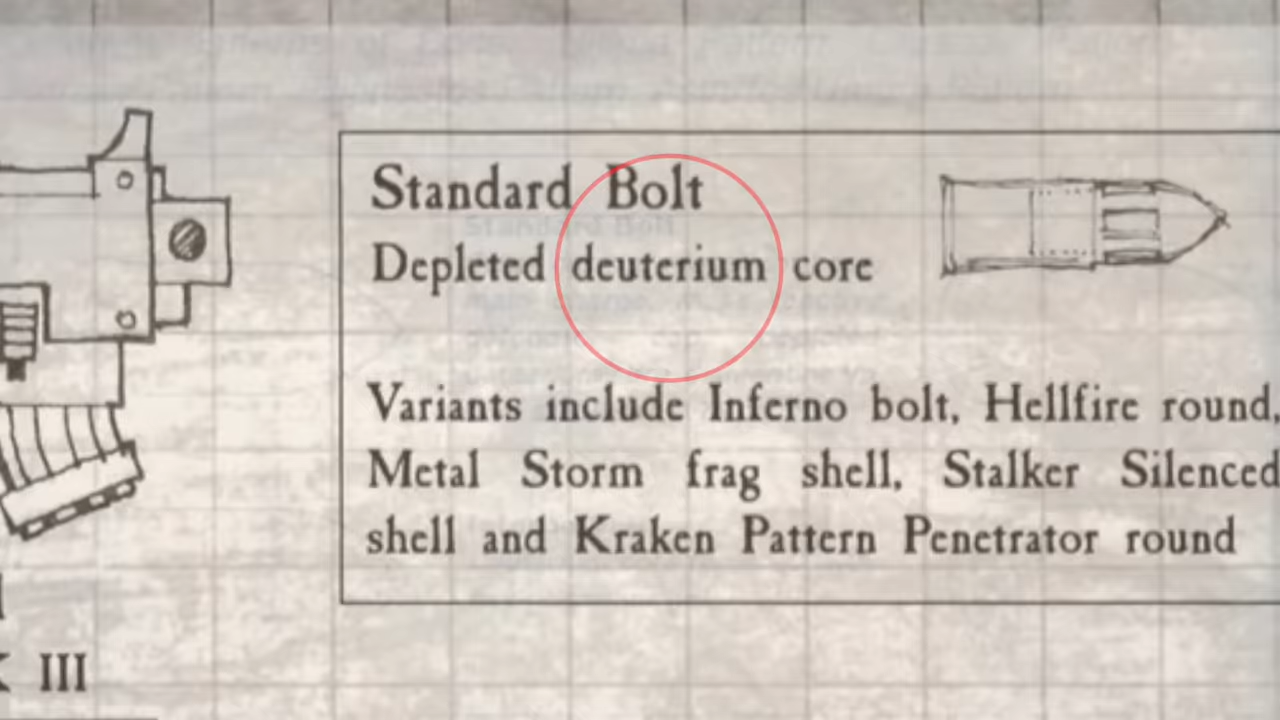 Standard Bolt
Depleted deuterium core
Variants include Inferno bolt, Hellfire round,
Metal Storm frag shell, Stalker Silenced
shell and Kraken Pattern Penetrator round
III